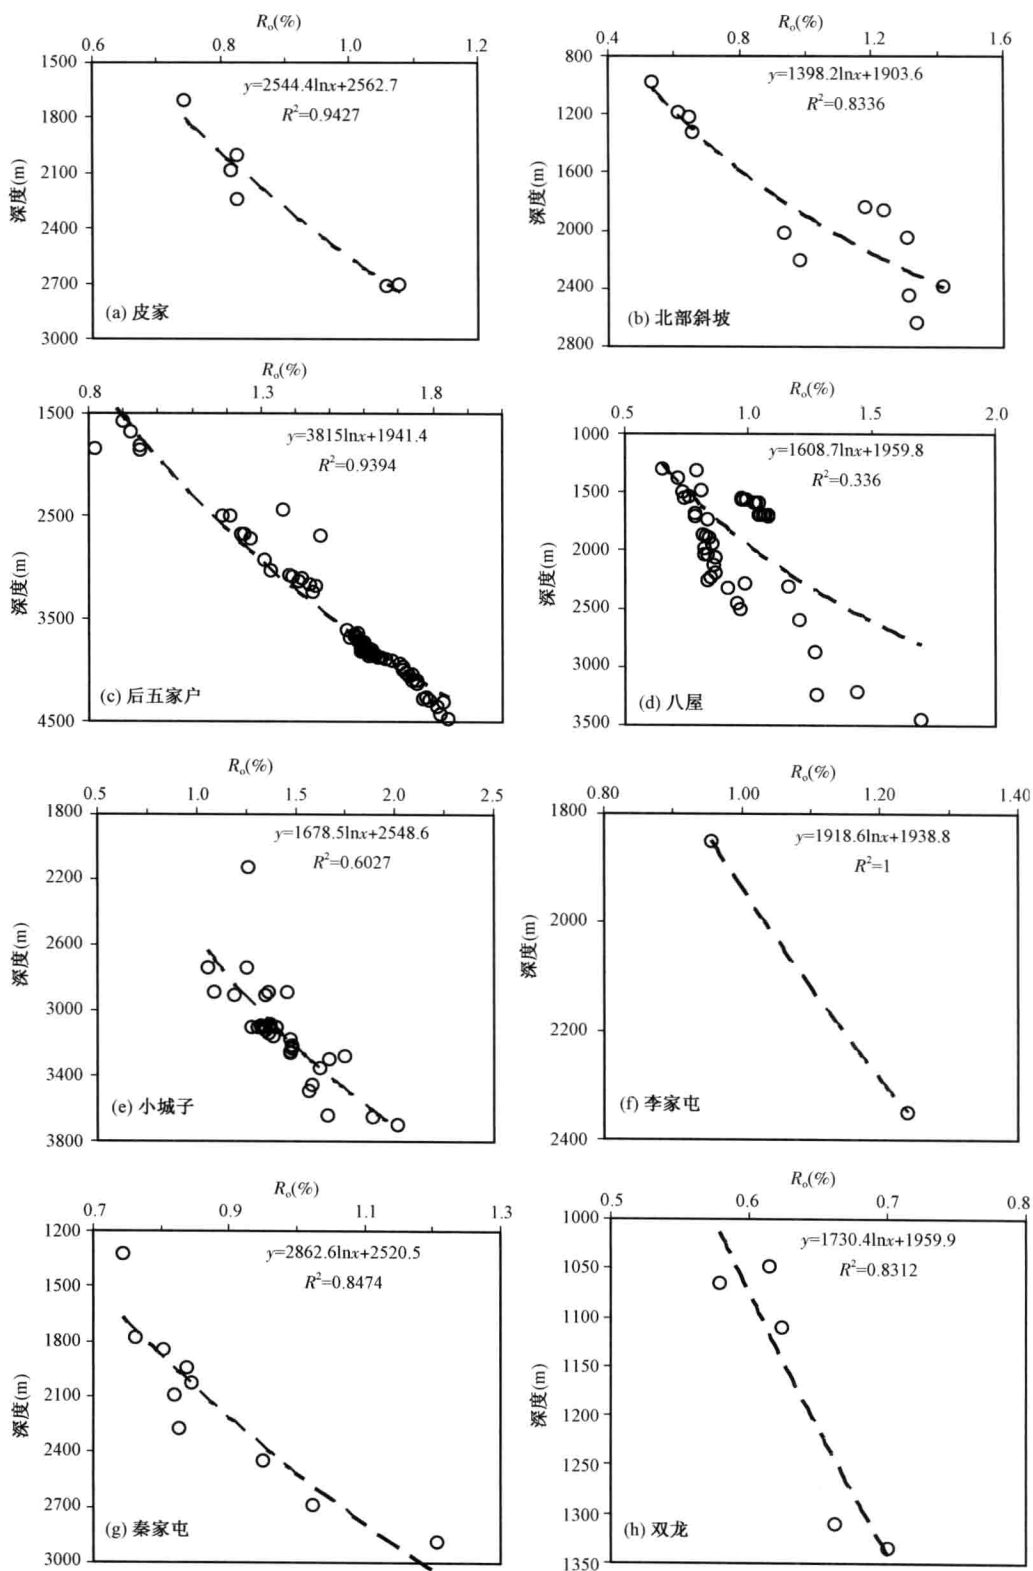 R₀(%)
0.6 0.8 1.0 1.2
1500
1800
2100
2400
2700
3000
深度(m)
y=2544.4lnx+2562.7
R²=0.9427
(a) 皮家
R₀(%)
0.4 0.8 1.2 1.6
800
1200
1600
2000
2400
2800
深度(m)
y=1398.2lnx+1903.6
R²=0.8336
(b) 北部斜坡
R₀(%)
0.8 1.3 1.8
1500
2500
3500
4500
深度(m)
y=3815lnx+1941.4
R²=0.9394
(c) 后五家户
R₀(%)
0.5 1.0 1.5 2.0
1000
1500
2000
2500
3000
3500
深度(m)
y=1608.7lnx+1959.8
R²=0.336
(d) 八屋
R₀(%)
0.5 1.0 1.5 2.0 2.5
1800
2200
2600
3000
3400
3800
深度(m)
y=1678.5lnx+2548.6
R²=0.6027
(e) 小城子
R₀(%)
0.80 1.00 1.20 1.40
1800
2000
2200
2400
深度(m)
y=1918.6lnx+1938.8
R²=1
(f) 李家屯
R₀(%)
0.7 0.9 1.1 1.3
1200
1500
1800
2100
2400
2700
3000
深度(m)
y=2862.6lnx+2520.5
R²=0.8474
(g) 秦家屯
R₀(%)
0.5 0.6 0.7 0.8
1000
1050
1100
1150
1200
1250
1300
1350
深度(m)
y=1730.4lnx+1959.9
R²=0.8312
(h) 双龙